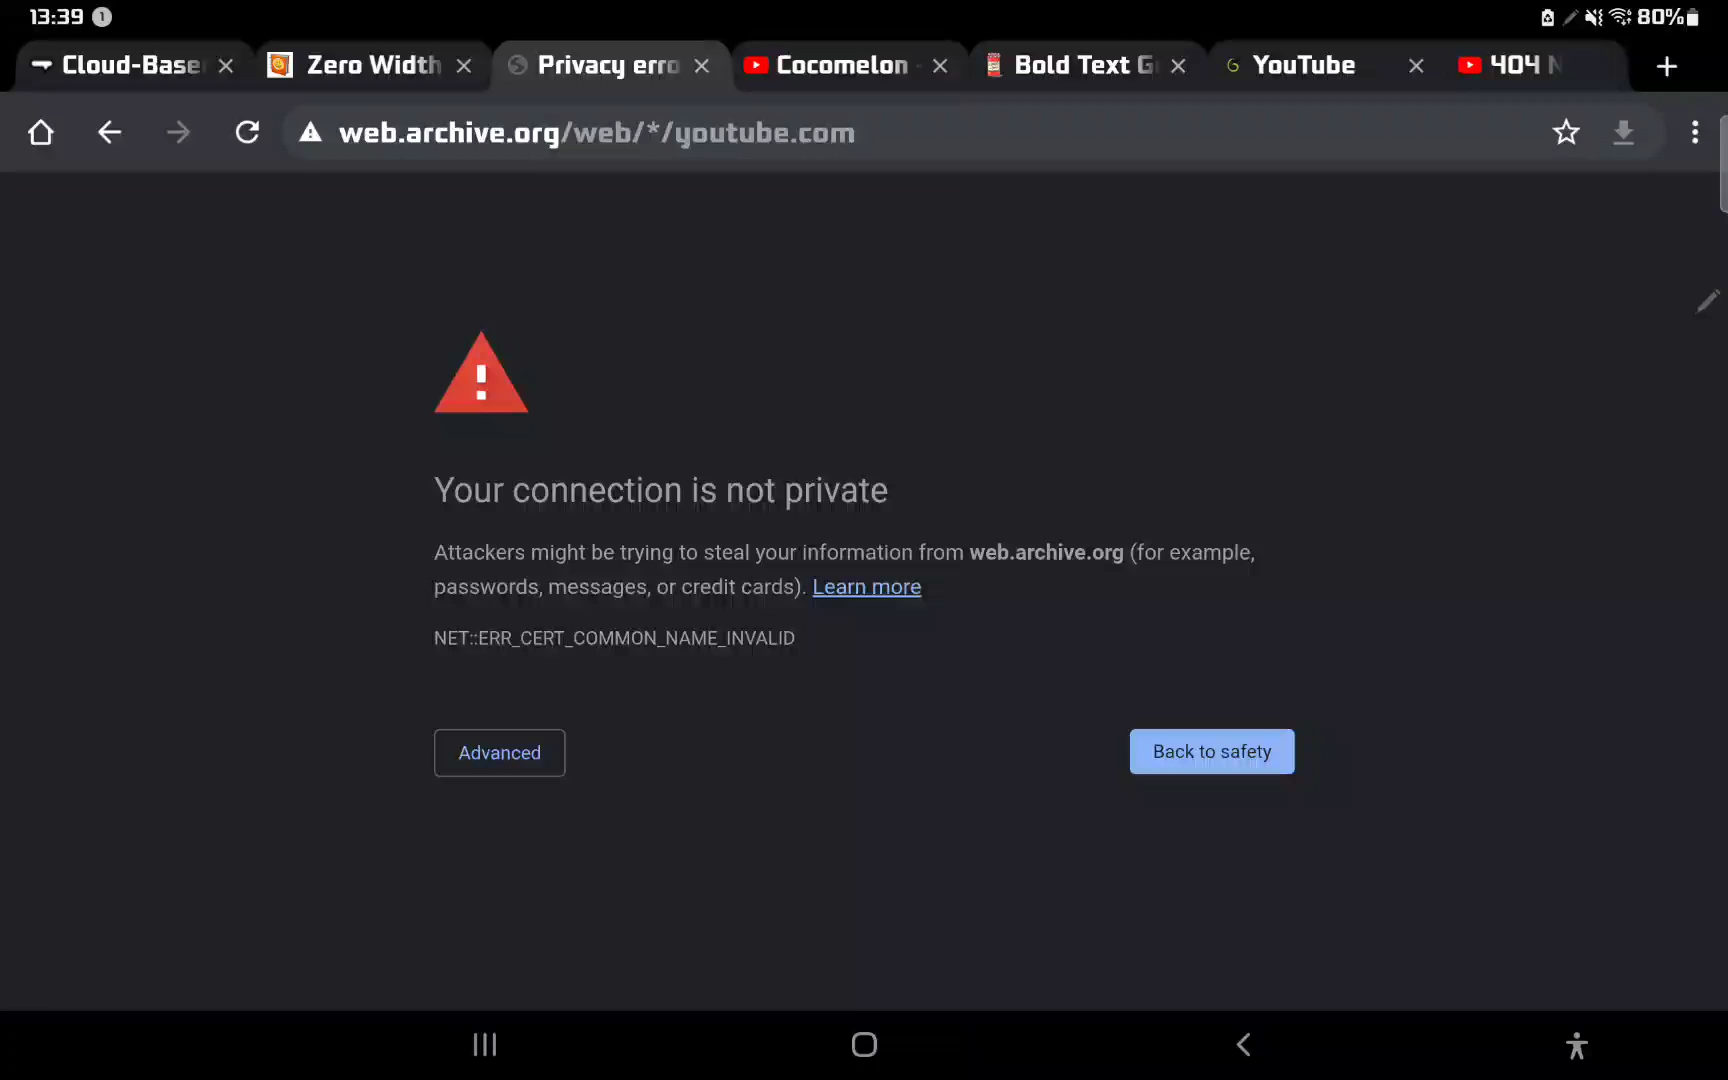 13:39 1 80%
Cloud-Base Zero Width Privacy erro Cocomelon Bold Text G YouTube 404 N
web.archive.org/web/*/youtube.com
Your connection is not private
Attackers might be trying to steal your information from web.archive.org (for example,
passwords, messages, or credit cards). Learn more
NET::ERR_CERT_COMMON_NAME_INVALID
Advanced Back to safety